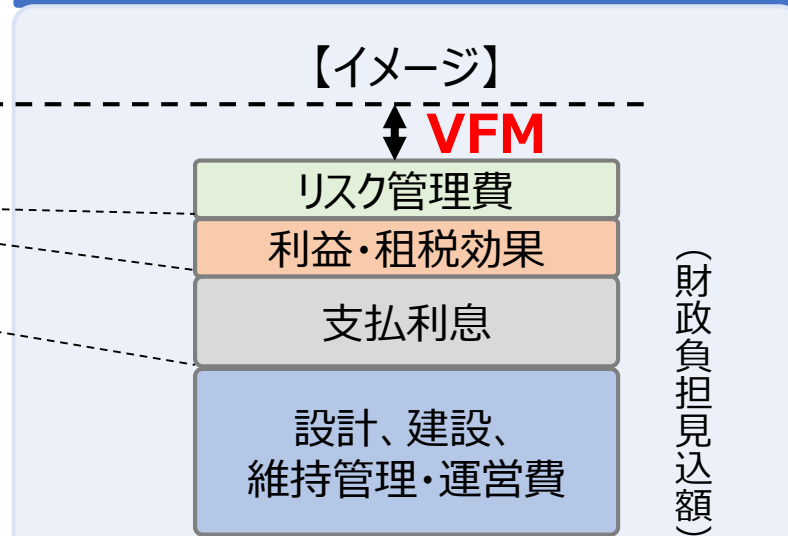 【イメージ】
VFM
リスク管理費
利益・租税効果
支払利息
設計、建設、
維持管理・運営費
（財政負担見込額）